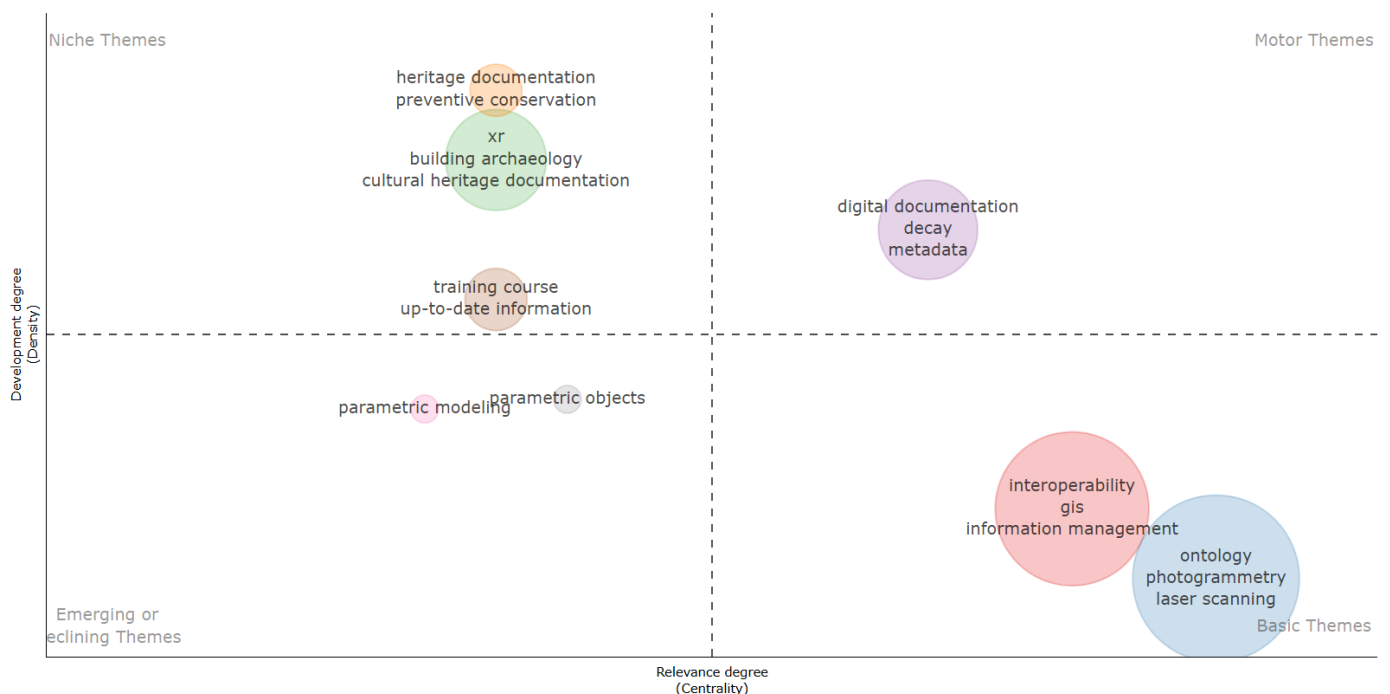 Niche Themes
Motor Themes
heritage documentation
preventive conservation
xr
building archaeology
cultural heritage documentation
digital documentation
decay
metadata
training course
up-to-date information
Development degree
(Density)
parametric modeling
parametric objects
interoperability
gis
information management
ontology
photogrammetry
laser scanning
Emerging or
eclining Themes
Basic Themes
Relevance degree
(Centrality)